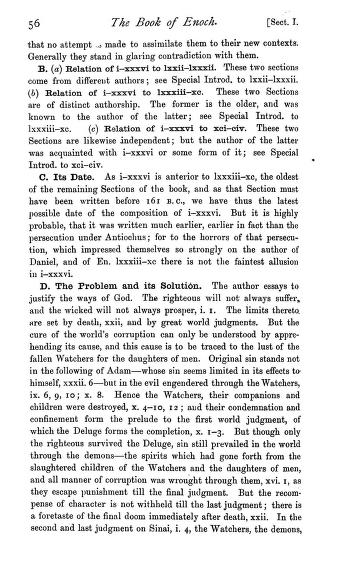 56 The Book of Enoch. [Sect. I.
that no attempt is made to assimilate them to their new contexts.
Generally they stand in glaring contradiction with them.
B. (a) Relation of i-xxxvi to lxxii-lxxxii. These two sections
come from different authors; see Special Introd. to lxxii-lxxxii.
(b) Relation of i-xxxvi to lxxxiii-xc. These two Sections
are of distinct authorship. The former is the older, and was
known to the author of the latter; see Special Introd. to
lxxxiii-xc. (c) Relation of i-xxxvi to xci-civ. These two
Sections are likewise independent; but the author of the latter
was acquainted with i-xxxvi or some form of it; see Special
Introd. to xci-civ.
C. Its Date. As i-xxxvi is anterior to lxxxiii-xc, the oldest
of the remaining Sections of the book, and as that Section must
have been written before 161 B.C., we have thus the latest
possible date of the composition of i-xxxvi. But it is highly
probable, that it was written much earlier, earlier in fact than the
persecution under Antiochus; for to the horrors of that persecu-
tion, which impressed themselves so strongly on the author of
Daniel, and of En. lxxxiii-xc there is not the faintest allusion
in i-xxxvi.
D. The Problem and its Solution. The author essays to
justify the ways of God. The righteous will not always suffer,
and the wicked will not always prosper, i. 1. The limits thereto
are set by death, xxii, and by great world judgments. But the
cure of the world's corruption can only be understood by appre-
hending its cause, and this cause is to be traced to the lust of the
fallen Watchers for the daughters of men. Original sin stands not
in the following of Adam—whose sin seems limited in its effects to
himself, xxxii. 6—but in the evil engendered through the Watchers,
ix. 6, 9, 10; x. 8. Hence the Watchers, their companions and
children were destroyed, x. 4-10, 12; and their condemnation and
confinement form the prelude to the first world judgment, of
which the Deluge forms the completion, x. 1-3. But though only
the righteous survived the Deluge, sin still prevailed in the world
through the demons—the spirits which had gone forth from the
slaughtered children of the Watchers and the daughters of men,
and all manner of corruption was wrought through them, xvi. 1, as
they escape punishment till the final judgment. But the recom-
pense of character is not withheld till the last judgment; there is
a foretaste of the final doom immediately after death, xxii. In the
second and last judgment on Sinai, i. 4, the Watchers, the demons,